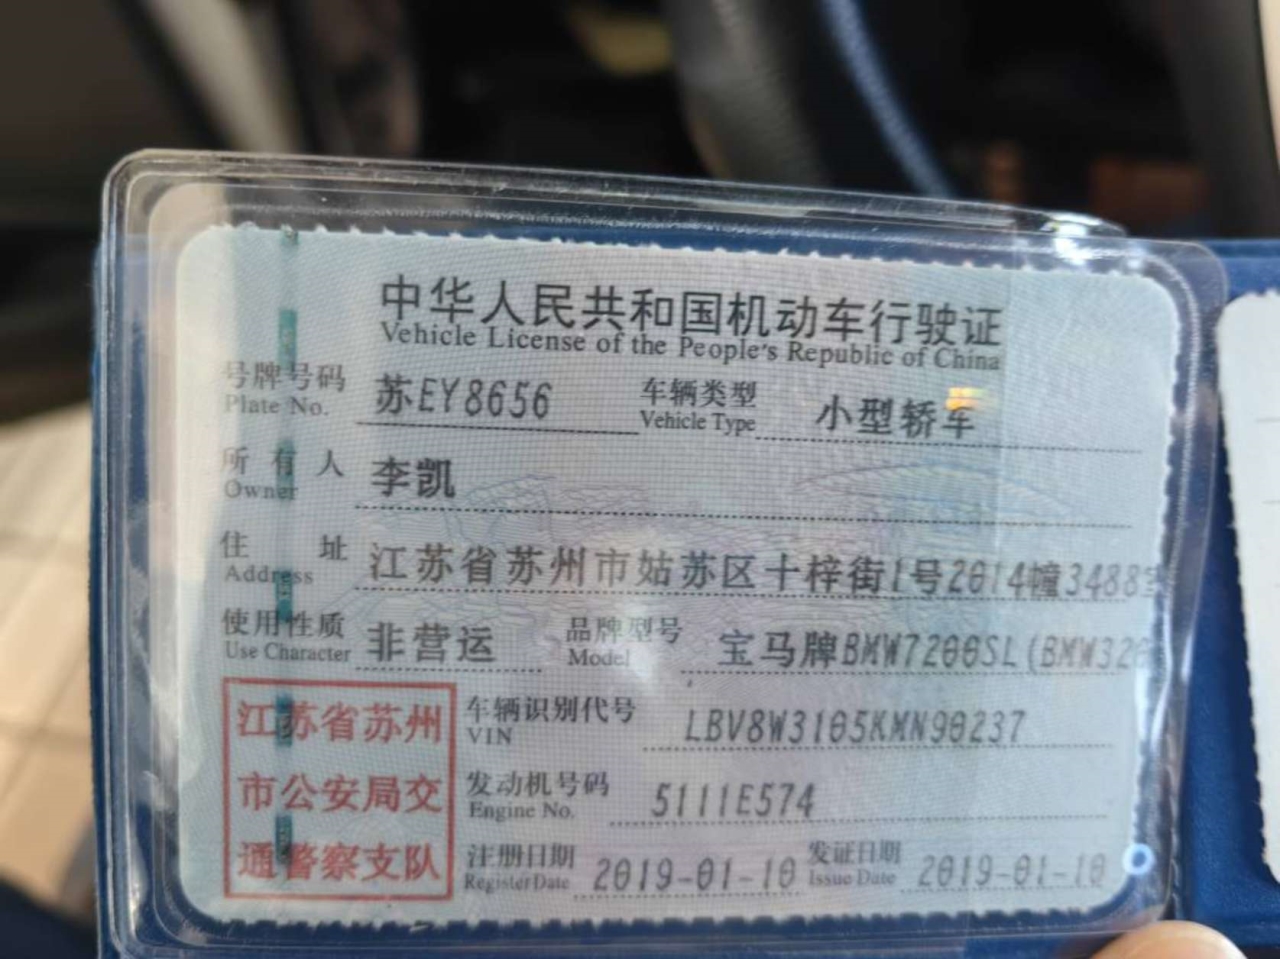 中华人民共和国机动车行驶证
Vehicle License of the People's Republic of China
号牌号码 苏EY8656 车辆类型 小型轿车
Plate No. Vehicle Type
所有人 李凯
Owner
住址 江苏省苏州市姑苏区十梓街1号2614幢3488室
Address
使用性质 非营运 品牌型号 宝马牌BMW7200SL(BMW320
Use Character Model
江苏省苏州
市公安局交
通警察支队
车辆识别代号 LBV8W3105KMN90237
VIN
发动机号码 5111E574
Engine No.
注册日期 2019-01-10 发证日期 2019-01-10
Register Date Issue Date